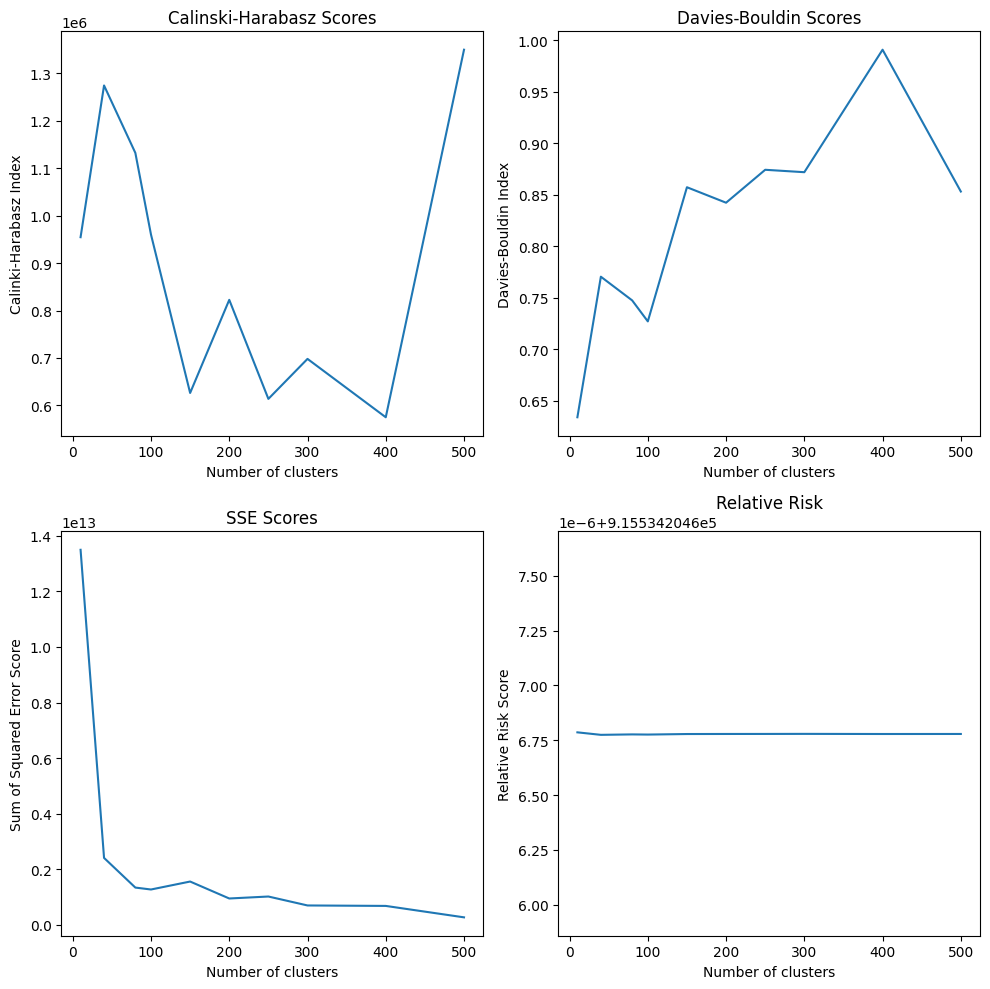 Calinski-Harabasz Scores
1e6
1.3
1.2
1.1
1.0
0.9
0.8
0.7
0.6
Calinki-Harabasz Index
0 100 200 300 400 500
Number of clusters
Davies-Bouldin Scores
1.00
0.95
0.90
0.85
0.80
0.75
0.70
0.65
Davies-Bouldin Index
0 100 200 300 400 500
Number of clusters
SSE Scores
1e13
1.4
1.2
1.0
0.8
0.6
0.4
0.2
0.0
Sum of Squared Error Score
0 100 200 300 400 500
Number of clusters
Relative Risk
1e−6+9.155342046e5
7.50
7.25
7.00
6.75
6.50
6.25
6.00
Relative Risk Score
0 100 200 300 400 500
Number of clusters